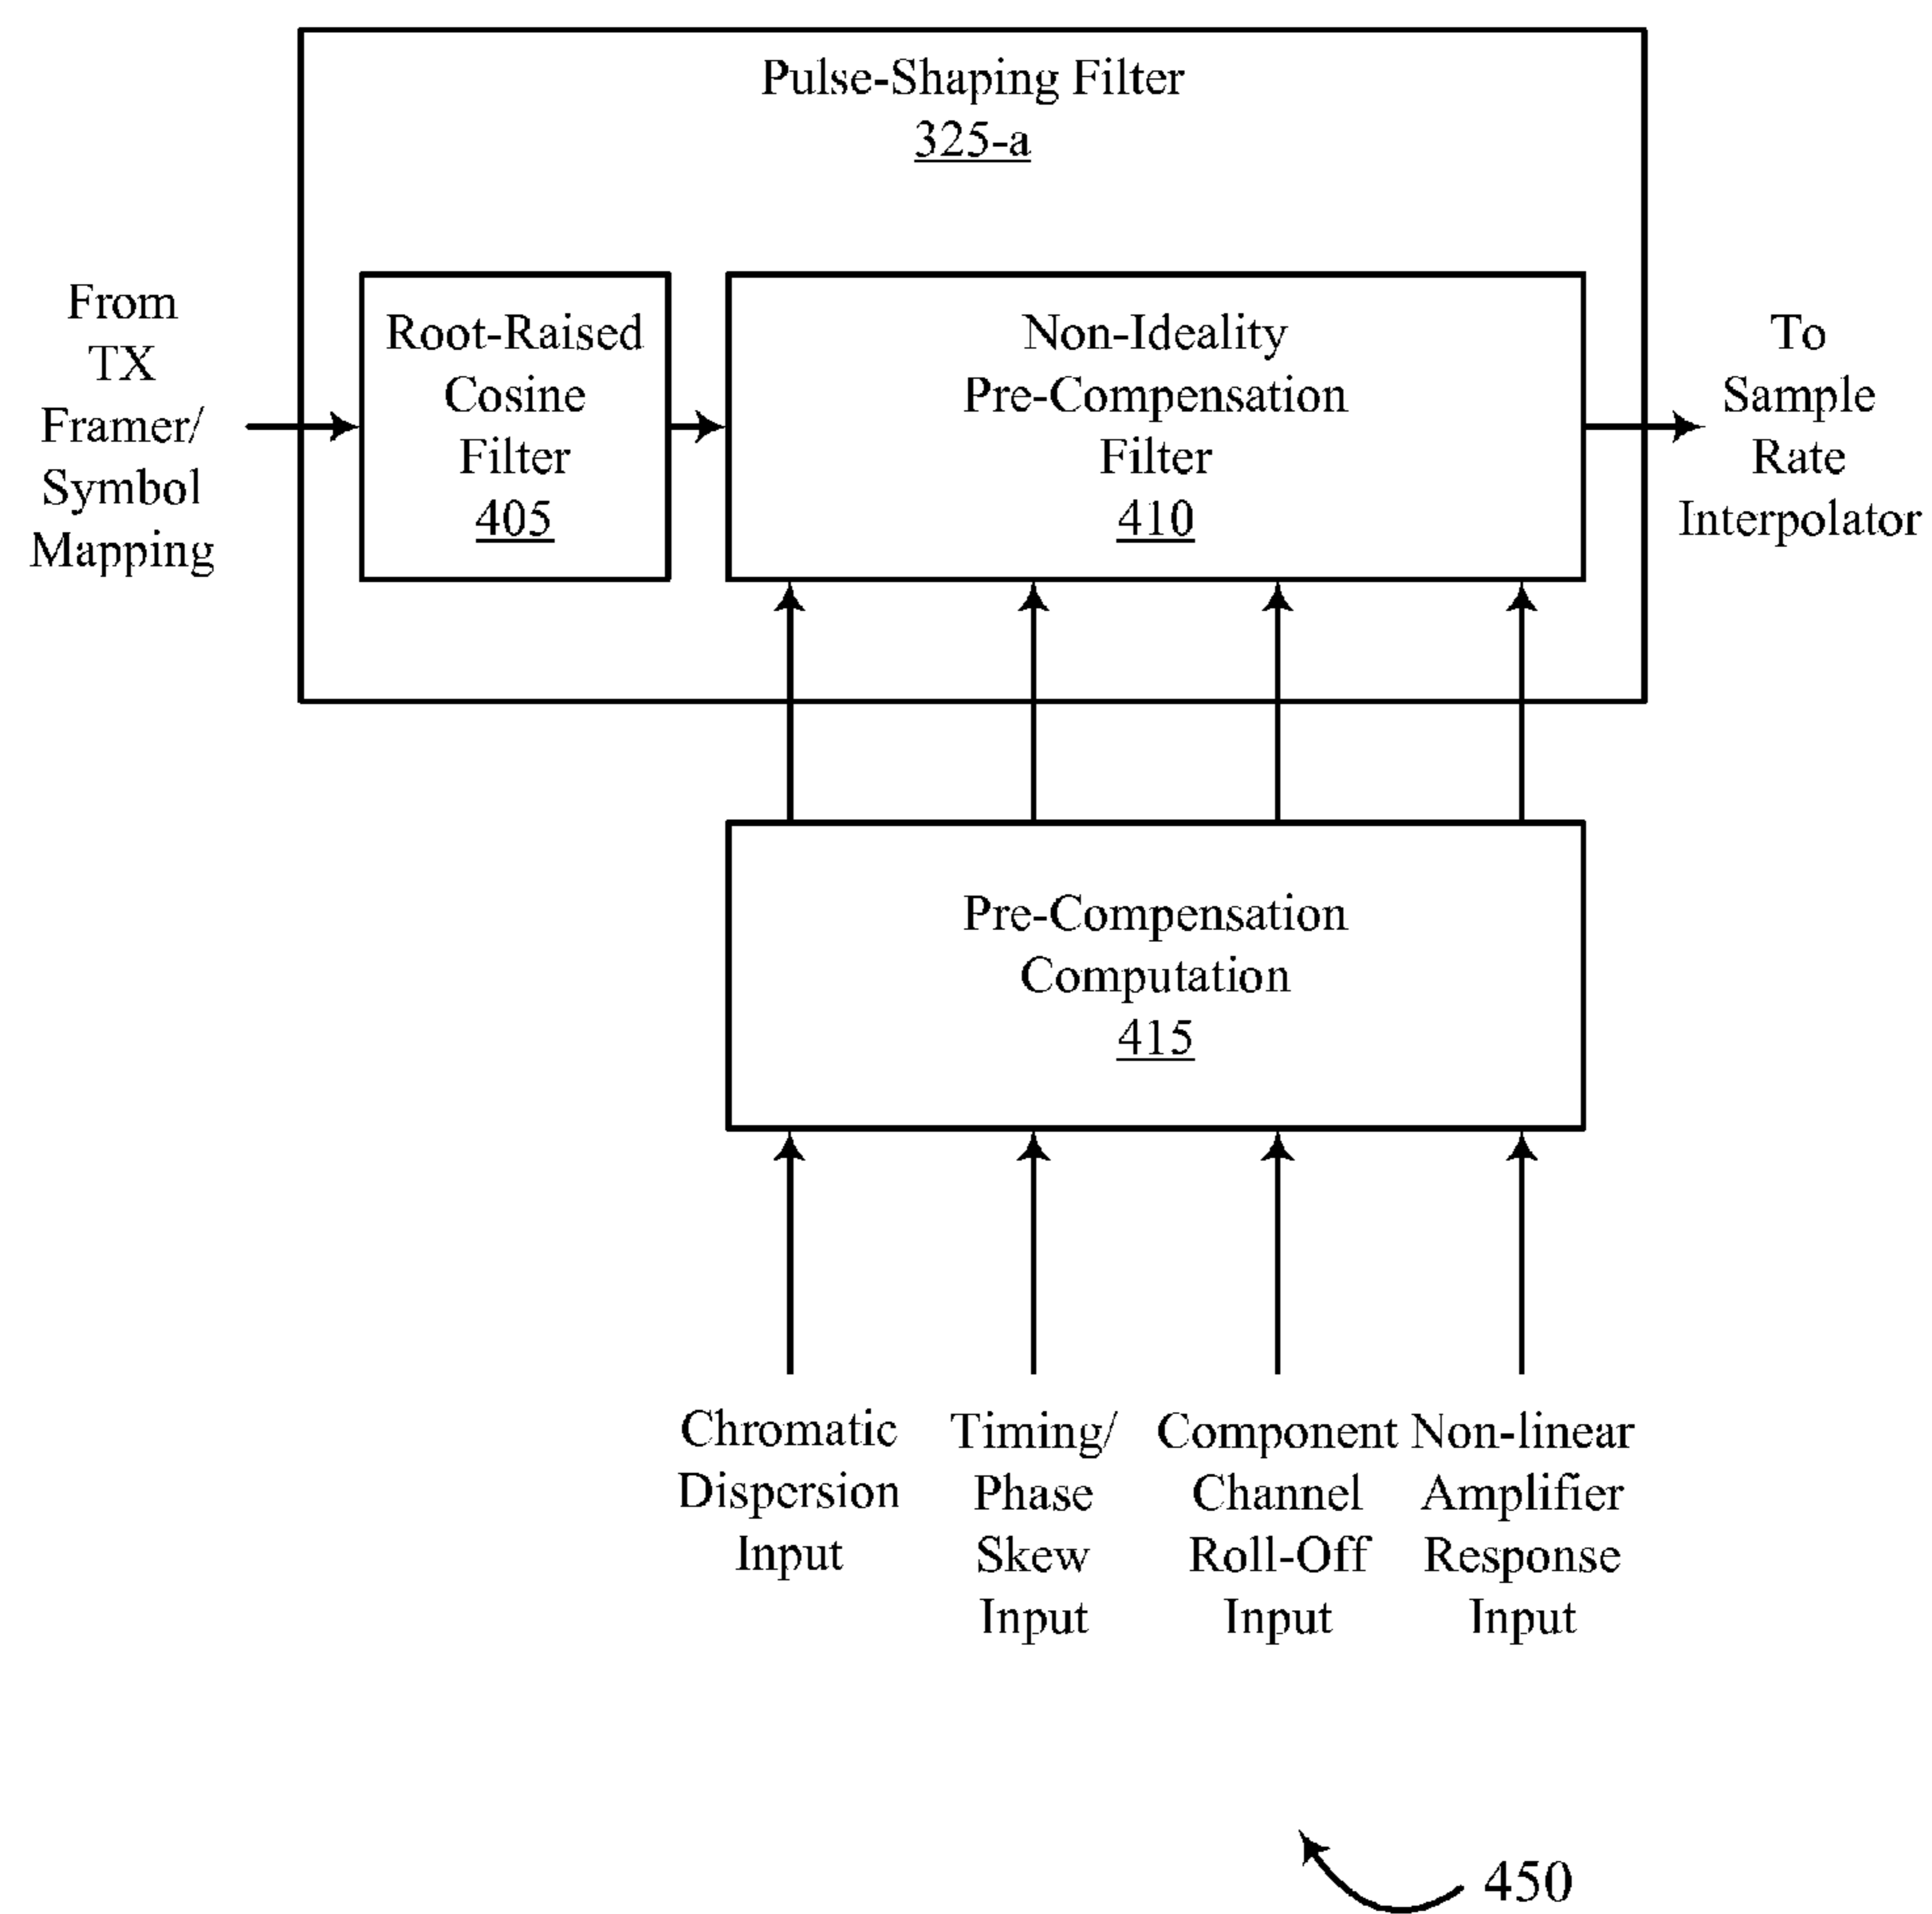 Pulse-Shaping Filter
325-a
From
TX
Framer/
Symbol
Mapping
Root-Raised
Cosine
Filter
405
Non-Ideality
Pre-Compensation
Filter
410
To
Sample
Rate
Interpolator
Pre-Compensation
Computation
415
Chromatic
Dispersion
Input
Timing/
Phase
Skew
Input
Component
Channel
Roll-Off
Input
Non-linear
Amplifier
Response
Input
450